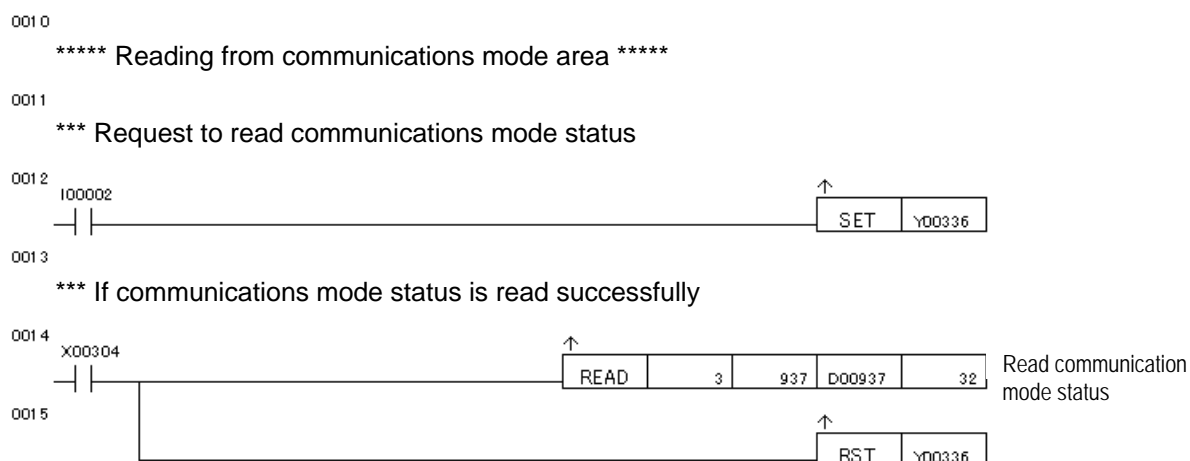 0010
***** Reading from communications mode area *****
0011
*** Request to read communications mode status
0012
I00002
↑
SET Y00336
0013
*** If communications mode status is read successfully
0014
X00304
↑
READ 3 937 D00937 32
Read communication
mode status
0015
↑
RST Y00336